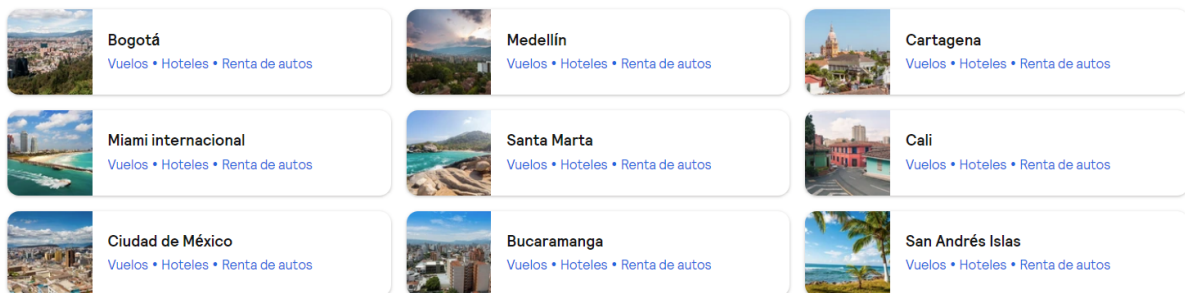 Bogotá
Vuelos • Hoteles • Renta de autos
Medellín
Vuelos • Hoteles • Renta de autos
Cartagena
Vuelos • Hoteles • Renta de autos
Miami internacional
Vuelos • Hoteles • Renta de autos
Santa Marta
Vuelos • Hoteles • Renta de autos
Cali
Vuelos • Hoteles • Renta de autos
Ciudad de México
Vuelos • Hoteles • Renta de autos
Bucaramanga
Vuelos • Hoteles • Renta de autos
San Andrés Islas
Vuelos • Hoteles • Renta de autos